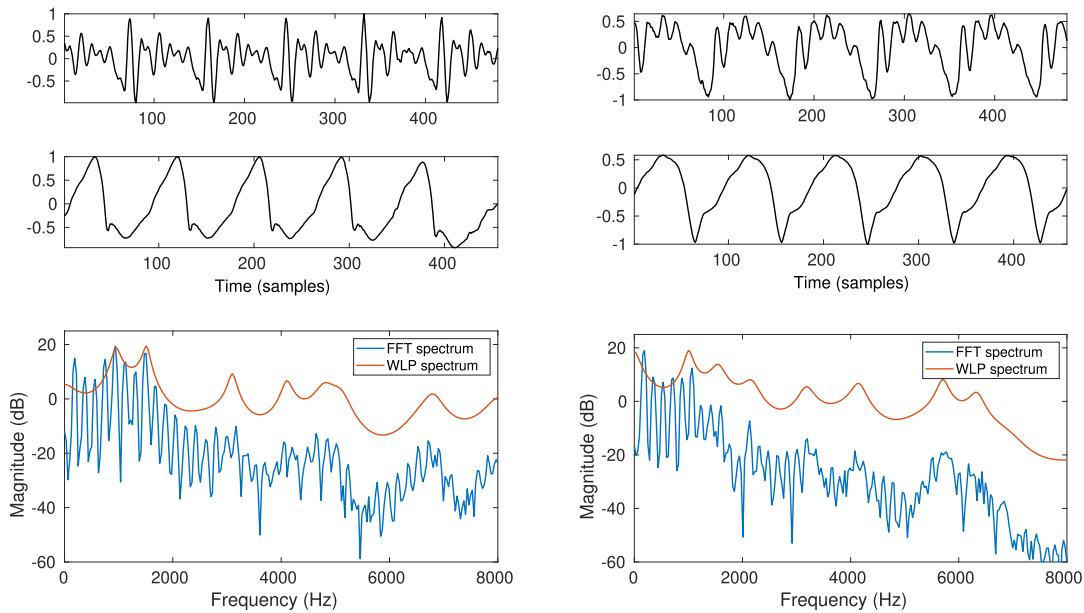 1
0.5
0
-0.5
100 200 300 400
1
0.5
0
-0.5
100 200 300 400
Time (samples)
20
0
-20
-40
-60
Magnitude (dB)
FFT spectrum
WLP spectrum
0 2000 4000 6000 8000
Frequency (Hz)
0.5
0
-0.5
-1
100 200 300 400
0.5
0
-0.5
-1
100 200 300 400
Time (samples)
20
0
-20
-40
-60
Magnitude (dB)
FFT spectrum
WLP spectrum
0 2000 4000 6000 8000
Frequency (Hz)